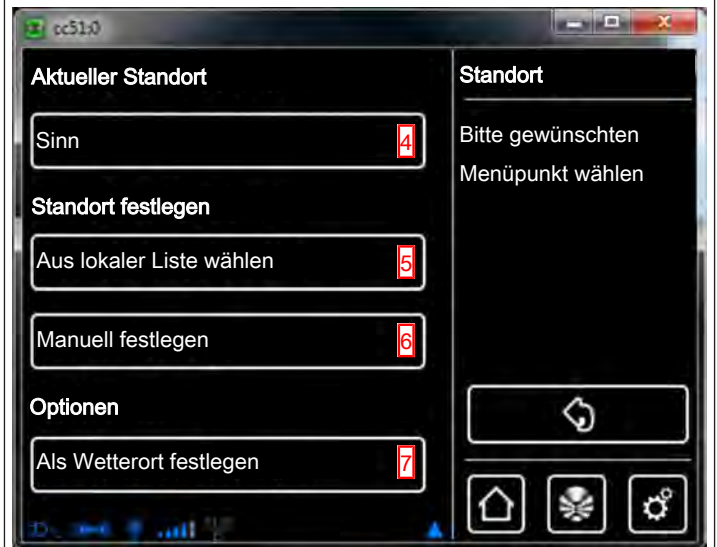 cc51:0
Aktueller Standort
Sinn 4
Standort festlegen
Aus lokaler Liste wählen 5
Manuell festlegen 6
Optionen
Als Wetterort festlegen 7
Standort
Bitte gewünschten
Menüpunkt wählen